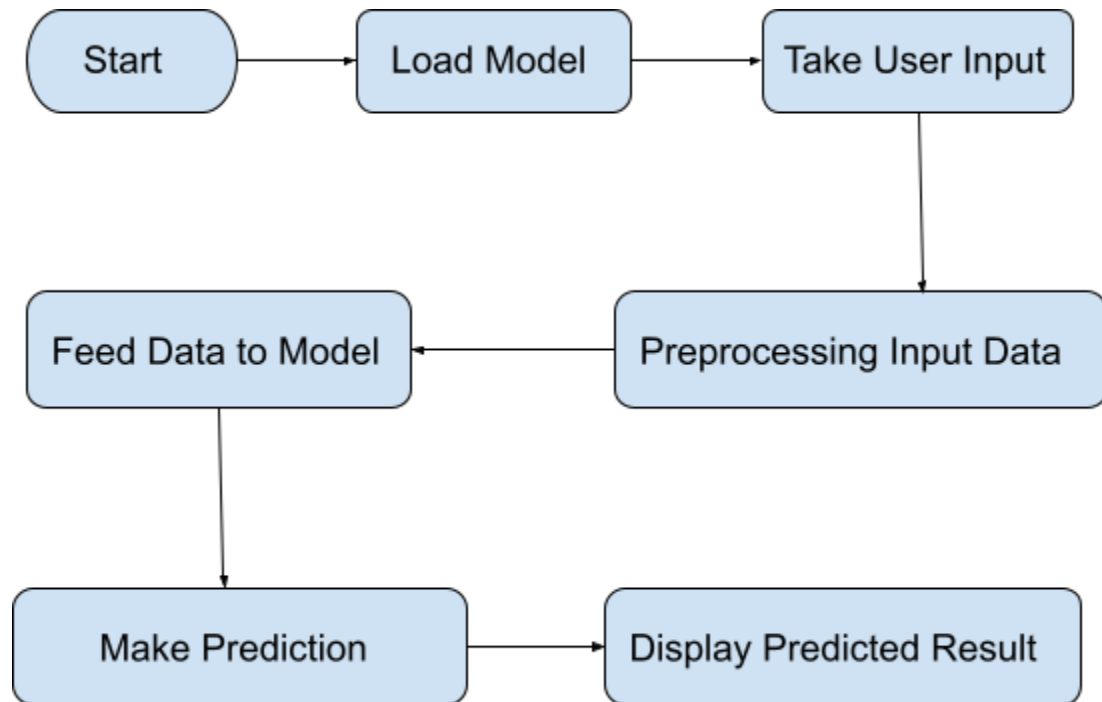 Start
Load Model
Take User Input
Preprocessing Input Data
Feed Data to Model
Make Prediction
Display Predicted Result